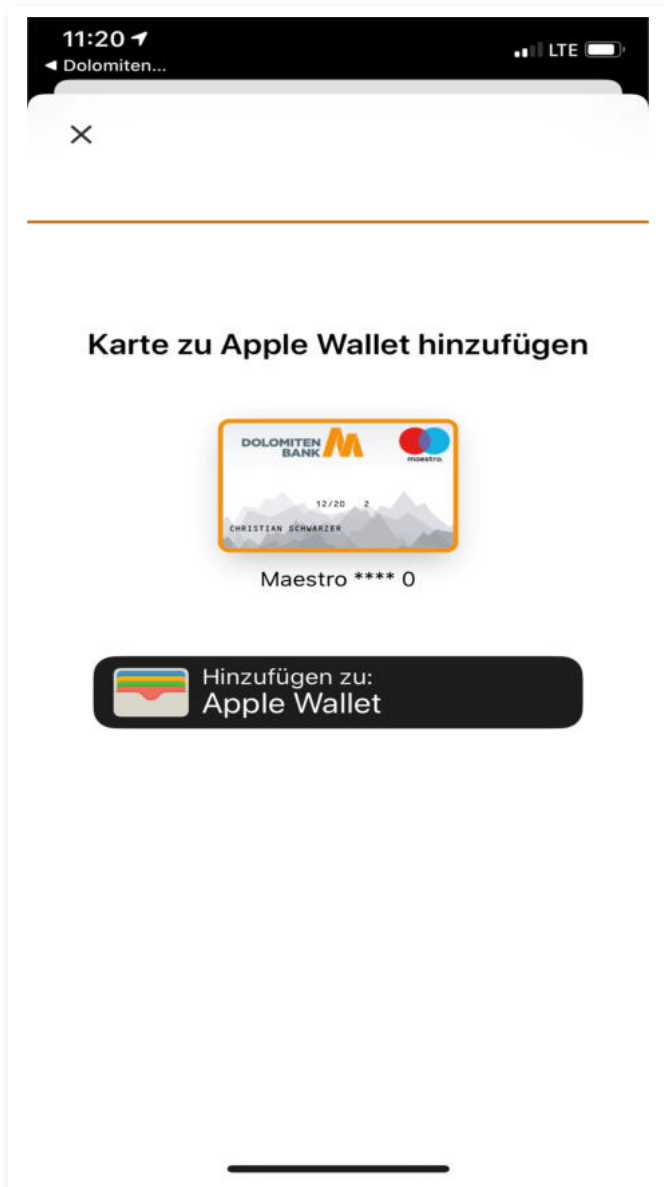 11:20
LTE
◀ Dolomiten...
Karte zu Apple Wallet hinzufügen
DOLOMITEN
BANK
maestro
12/20 2
CHRISTIAN SCHWARZER
Maestro **** 0
Hinzufügen zu:
Apple Wallet